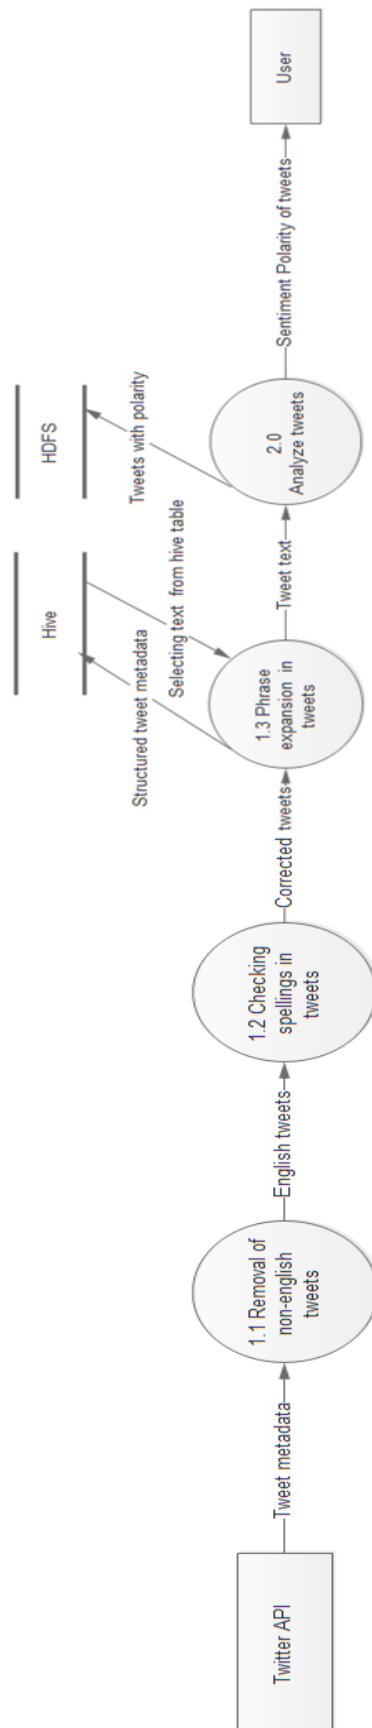 Twitter API
Tweet metadata
1.1 Removal of
non-english
tweets
English tweets
1.2 Checking
spellings in
tweets
Corrected tweets
1.3 Phrase
expansion in
tweets
Structured tweet metadata
Selecting text from hive table
Hive
Tweet text
2.0
Analyze tweets
Tweets with polarity
HDFS
Sentiment Polarity of tweets
User